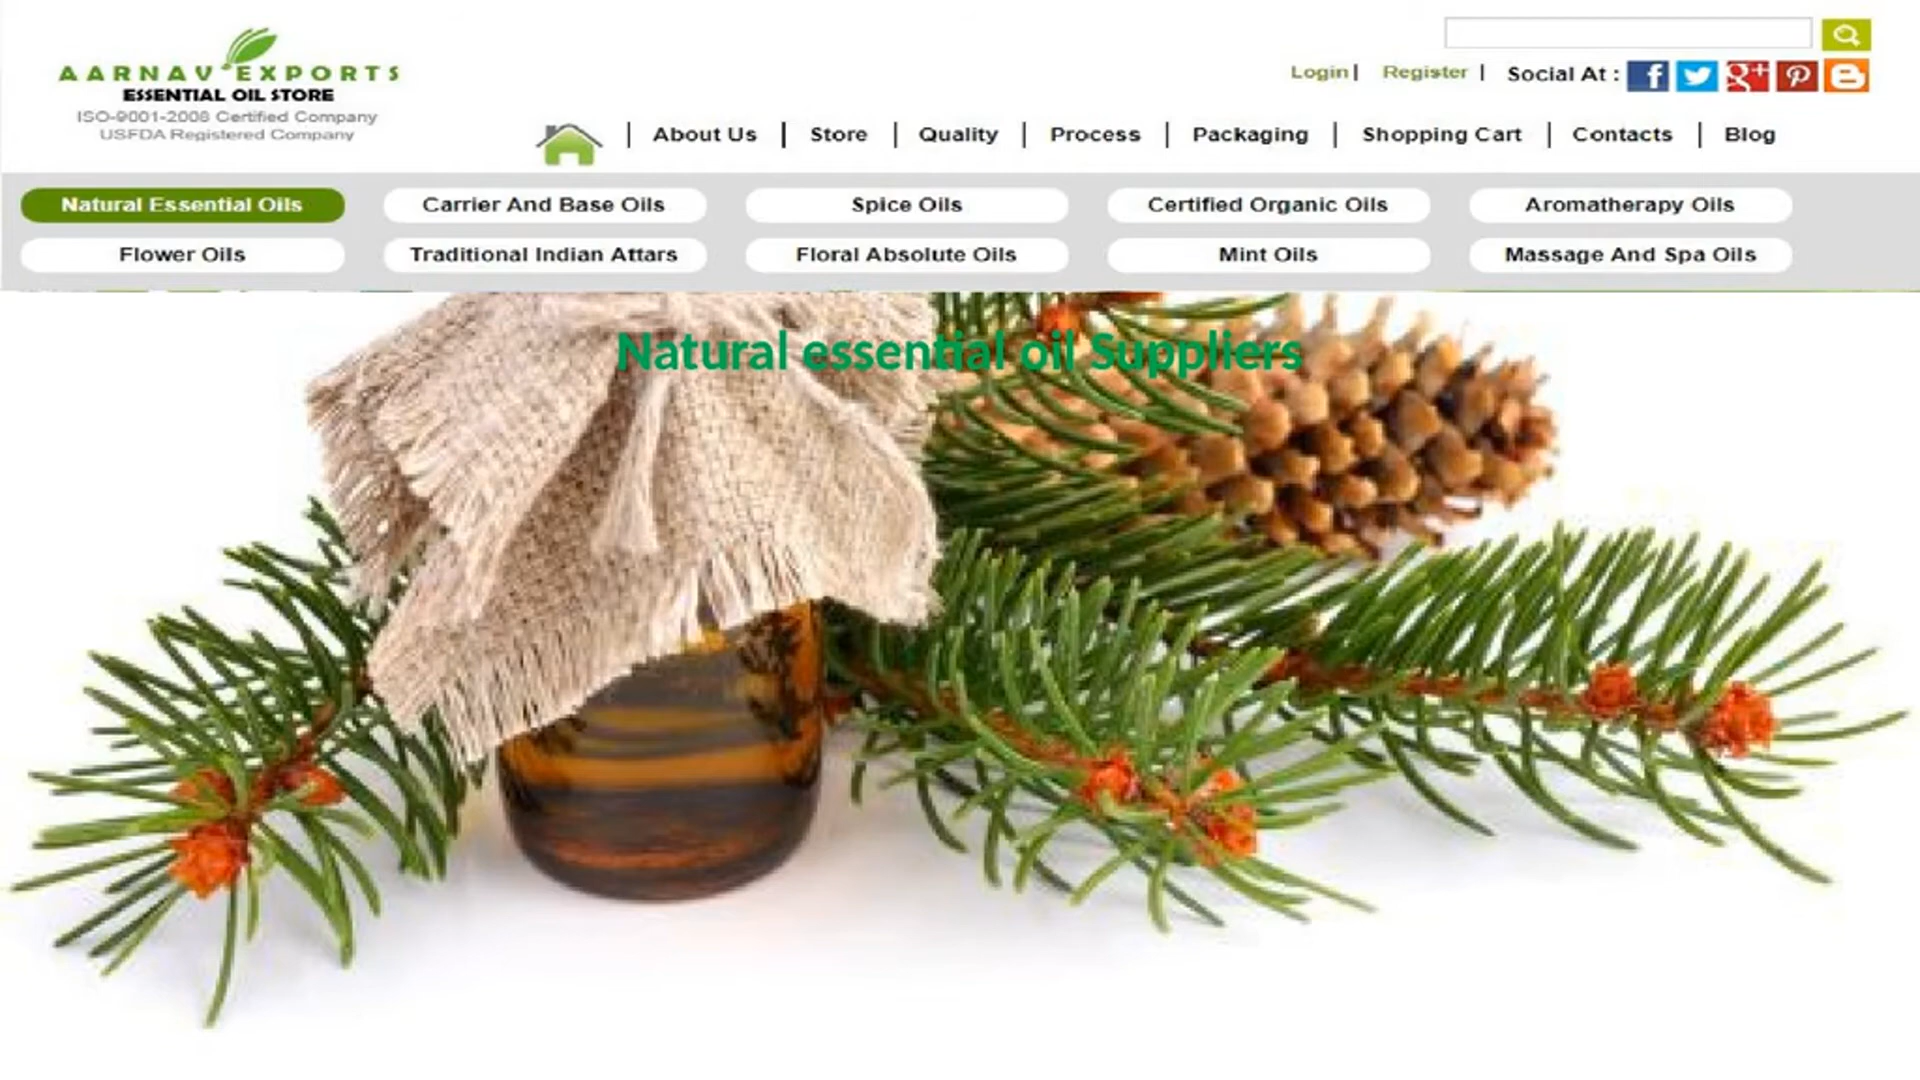 AARNAV EXPORTS
ESSENTIAL OIL STORE
ISO-9001-2008 Certified Company
USFDA Registered Company
Login | Register | Social At : f g+ P B
About Us | Store | Quality | Process | Packaging | Shopping Cart | Contacts | Blog
Natural Essential Oils Carrier And Base Oils Spice Oils Certified Organic Oils Aromatherapy Oils
Flower Oils Traditional Indian Attars Floral Absolute Oils Mint Oils Massage And Spa Oils
Natural essential oil Suppliers